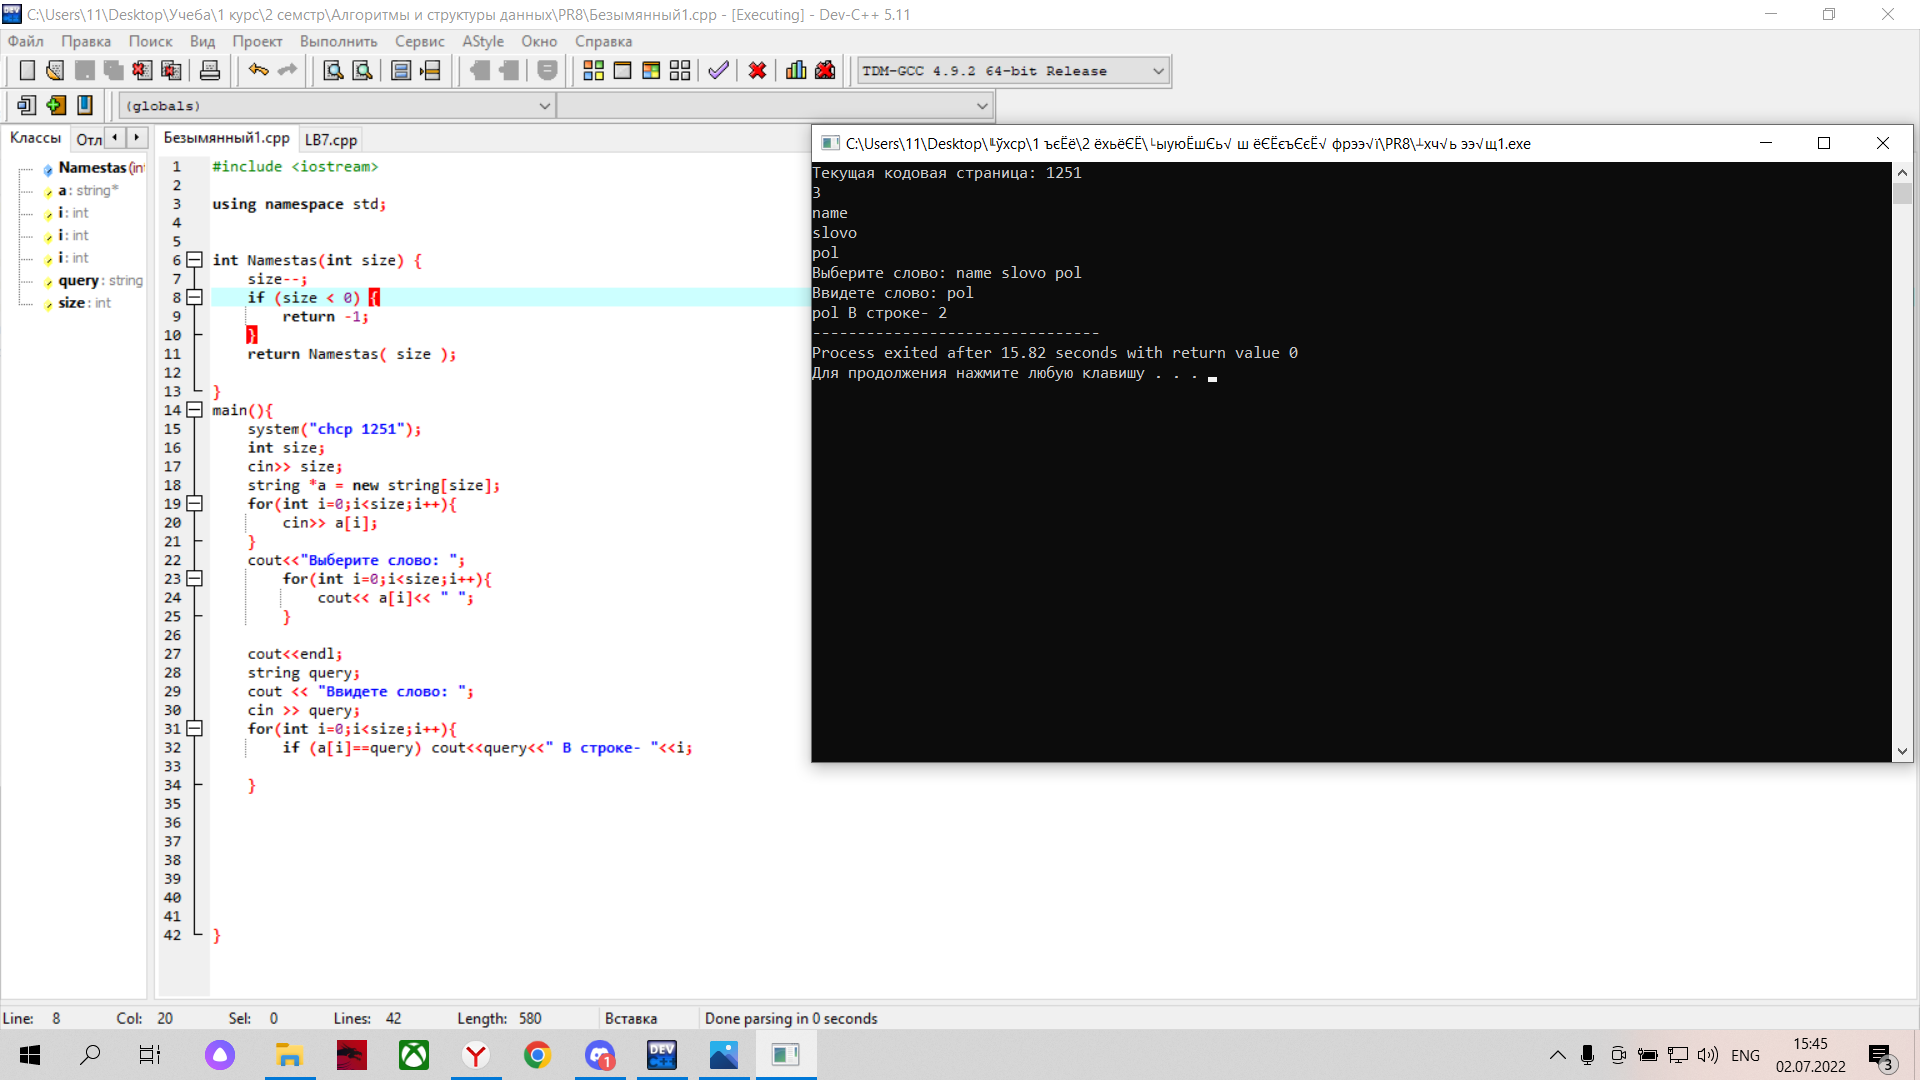 C:\Users\11\Desktop\Учеба\1 курс\2 семстр\Алгоритмы и структуры данных\PR8\Безымянный1.cpp - [Executing] - Dev-C++ 5.11
Файл Правка Поиск Вид Проект Выполнить Сервис AStyle Окно Справка
TDM-GCC 4.9.2 64-bit Release
(globals)
Классы Отл
Namestas (int
a : string*
i : int
i : int
i : int
query : string
size : int
Безымянный1.cpp LB7.cpp
1 #include <iostream>
2
3 using namespace std;
4
5
6 int Namestas(int size) {
7 size--;
8 if (size < 0) {
9 return -1;
10 }
11 return Namestas( size );
12
13 }
14 main(){
15 system("chcp 1251");
16 int size;
17 cin>> size;
18 string *a = new string[size];
19 for(int i=0;i<size;i++){
20 cin>> a[i];
21 }
22 cout<<"Выберите слово: ";
23 for(int i=0;i<size;i++){
24 cout<< a[i]<< " ";
25 }
26
27 cout<<endl;
28 string query;
29 cout << "Ввидете слово: ";
30 cin >> query;
31 for(int i=0;i<size;i++){
32 if (a[i]==query) cout<<query<<" В строке- "<<i;
33
34 }
35
36
37
38
39
40
41
42 }
C:\Users\11\Desktop\╙ўхср\1 ъєЁё\2 ёхьёЄЁ\└ыуюЁшЄь√ ш ёЄЁєъЄєЁ√ фрээ√ї\PR8\┴хч√ь ээ√щ1.exe
Текущая кодовая страница: 1251
3
name
slovo
pol
Выберите слово: name slovo pol
Ввидете слово: pol
pol В строке- 2
--------------------------------
Process exited after 15.82 seconds with return value 0
Для продолжения нажмите любую клавишу . . .
Line: 8 Col: 20 Sel: 0 Lines: 42 Length: 580 Вставка Done parsing in 0 seconds
DEV C++
1
ENG
15:45
02.07.2022
3